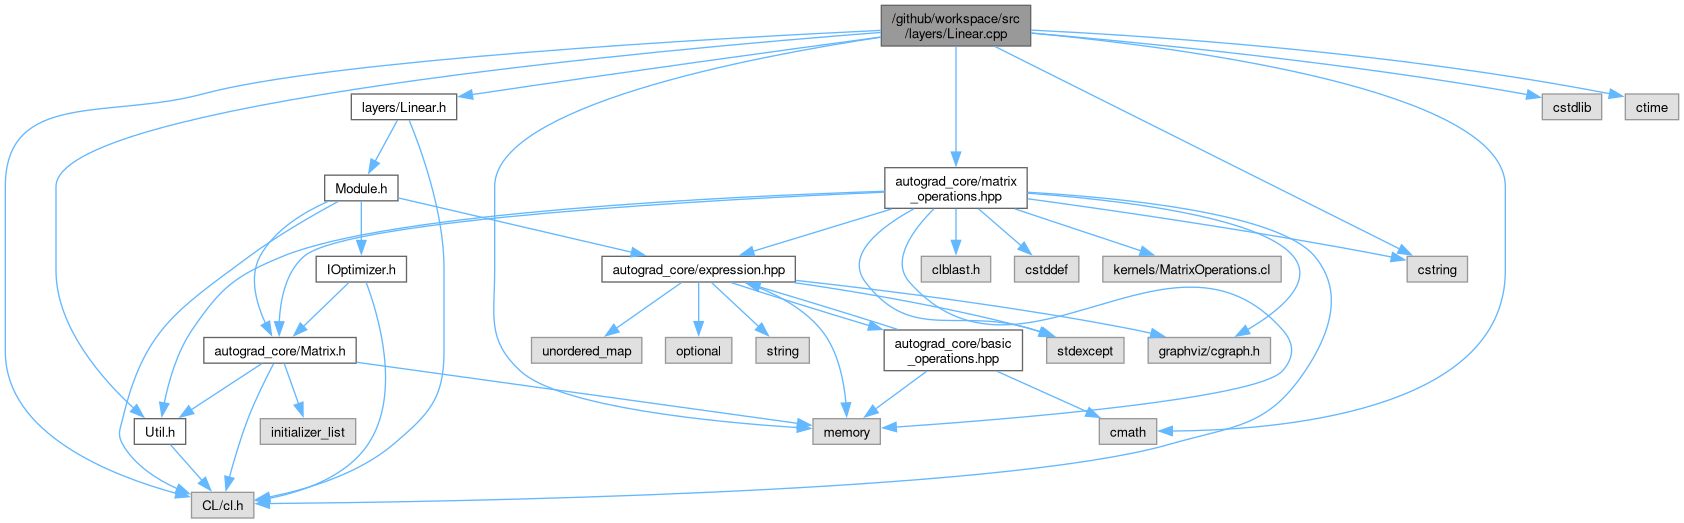 /github/workspace/src
/layers/Linear.cpp
layers/Linear.h
cstdlib
ctime
Module.h
autograd_core/matrix
_operations.hpp
IOptimizer.h
autograd_core/expression.hpp
clblast.h
cstddef
kernels/MatrixOperations.cl
cstring
autograd_core/Matrix.h
unordered_map
optional
string
autograd_core/basic
_operations.hpp
stdexcept
graphviz/cgraph.h
Util.h
initializer_list
memory
cmath
CL/cl.h